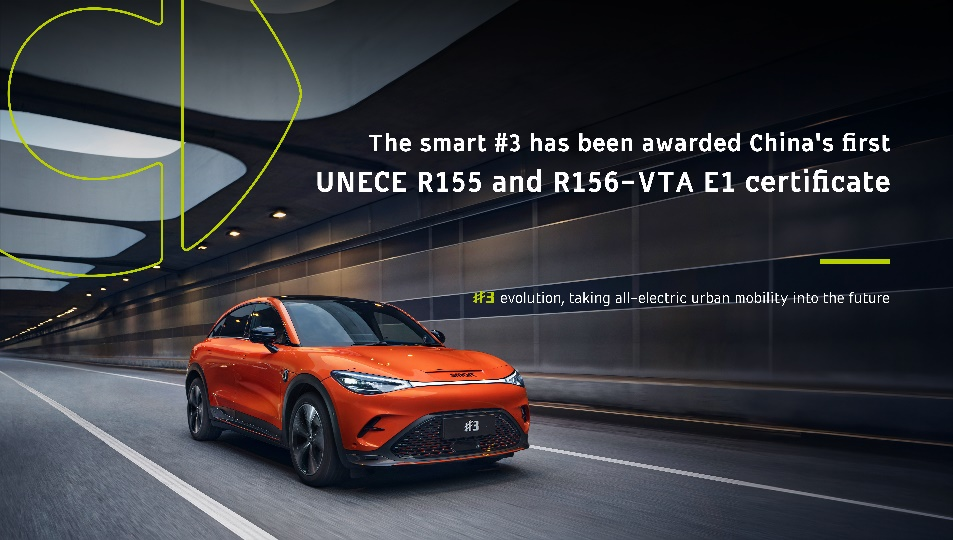 The smart #3 has been awarded China's first
UNECE R155 and R156-VTA E1 certificate
#3 evolution, taking all-electric urban mobility into the future
smart
#3